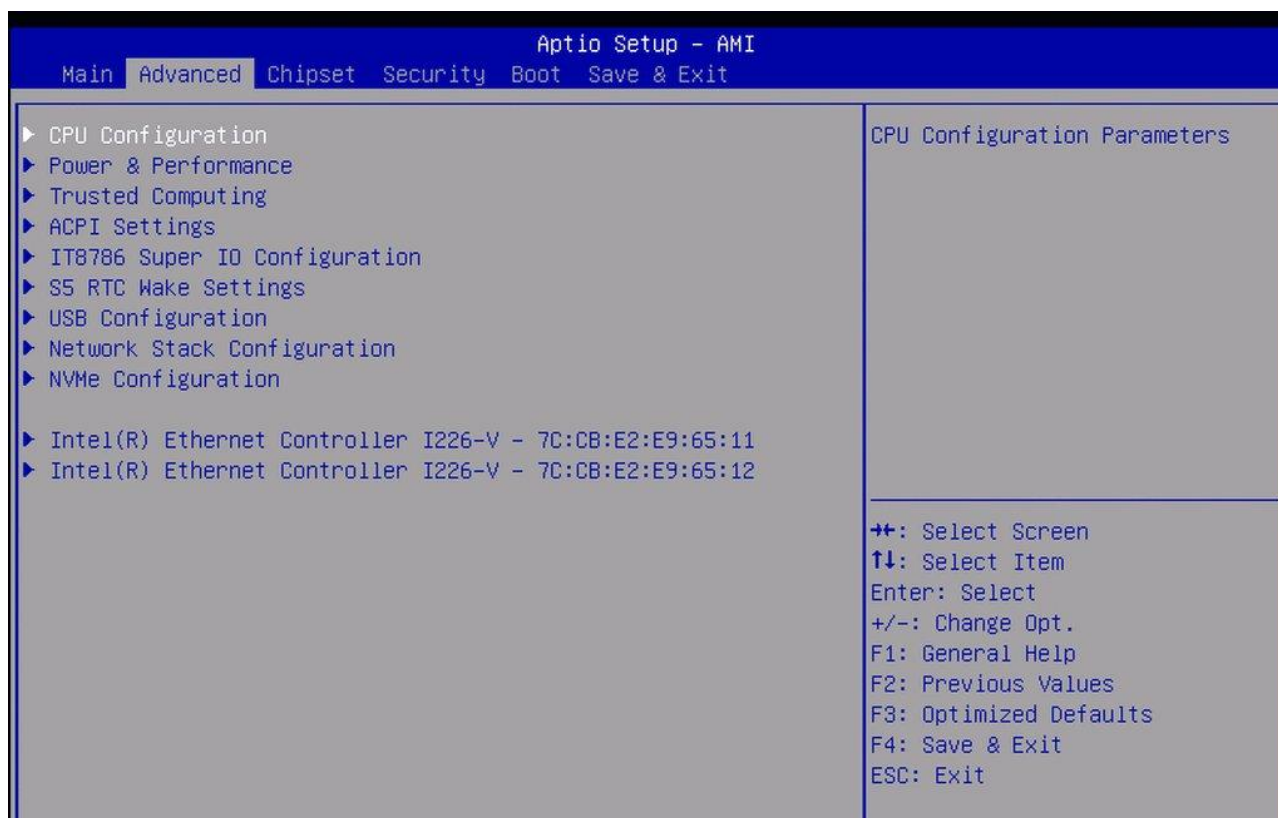 Aptio Setup – AMI
Main Advanced Chipset Security Boot Save & Exit
▶ CPU Configuration
▶ Power & Performance
▶ Trusted Computing
▶ ACPI Settings
▶ IT8786 Super IO Configuration
▶ S5 RTC Wake Settings
▶ USB Configuration
▶ Network Stack Configuration
▶ NVMe Configuration
▶ Intel(R) Ethernet Controller I226-V – 7C:CB:E2:E9:65:11
▶ Intel(R) Ethernet Controller I226-V – 7C:CB:E2:E9:65:12
CPU Configuration Parameters
→←: Select Screen
↑↓: Select Item
Enter: Select
+/-: Change Opt.
F1: General Help
F2: Previous Values
F3: Optimized Defaults
F4: Save & Exit
ESC: Exit